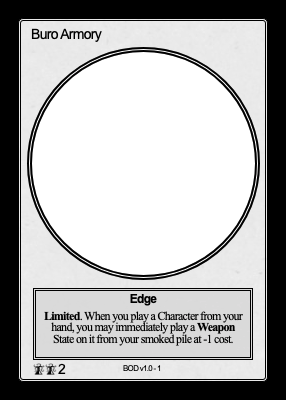 Buro Armory
Edge
Limited. When you play a Character from your
hand, you may immediately play a Weapon
State on it from your smoked pile at -1 cost.
2
BOD v1.0 - 1